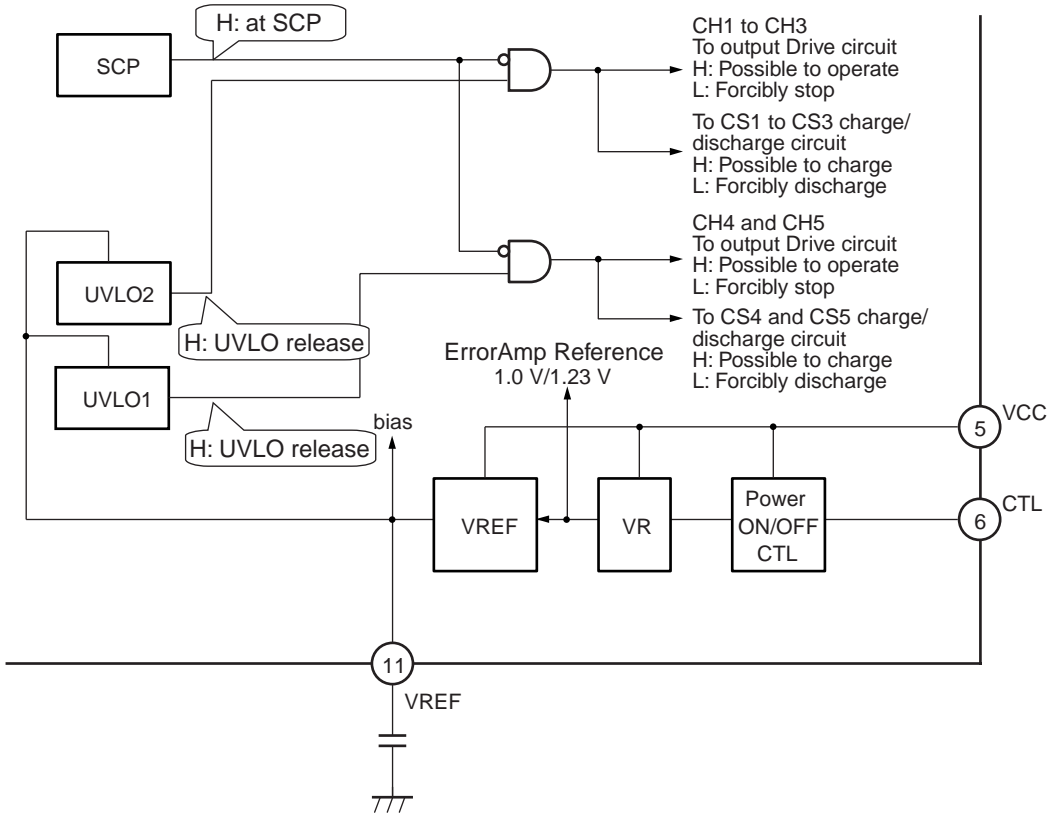 H: at SCP
SCP
CH1 to CH3
To output Drive circuit
H: Possible to operate
L: Forcibly stop
To CS1 to CS3 charge/
discharge circuit
H: Possible to charge
L: Forcibly discharge
UVLO2
H: UVLO release
CH4 and CH5
To output Drive circuit
H: Possible to operate
L: Forcibly stop
To CS4 and CS5 charge/
discharge circuit
H: Possible to charge
L: Forcibly discharge
UVLO1
H: UVLO release
ErrorAmp Reference
1.0 V/1.23 V
bias
5
VCC
VREF
VR
Power
ON/OFF
CTL
6
CTL
11
VREF